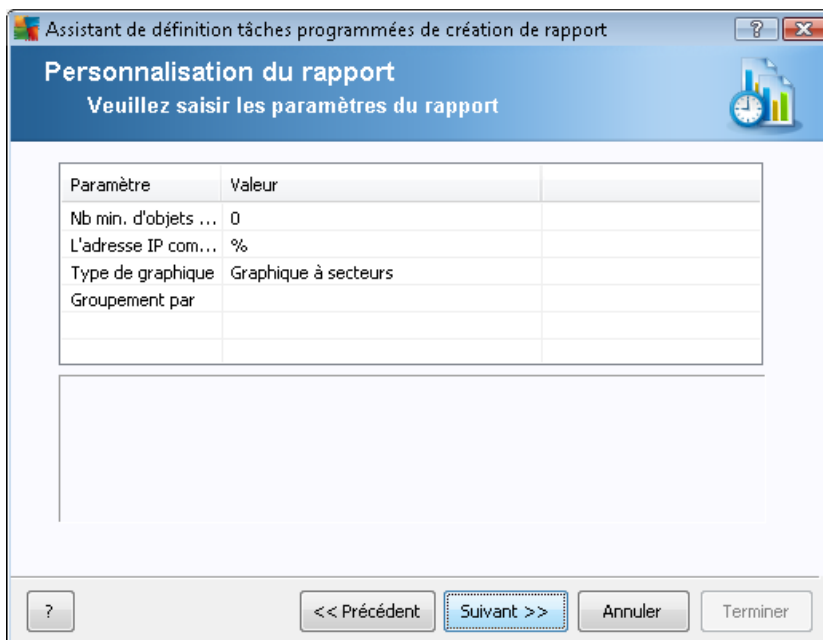 Assistant de définition tâches programmées de création de rapport
?
Personnalisation du rapport
Veuillez saisir les paramètres du rapport
Paramètre Valeur
Nb min. d'objets ... 0
L'adresse IP com... %
Type de graphique Graphique à secteurs
Groupement par
? << Précédent Suivant >> Annuler Terminer